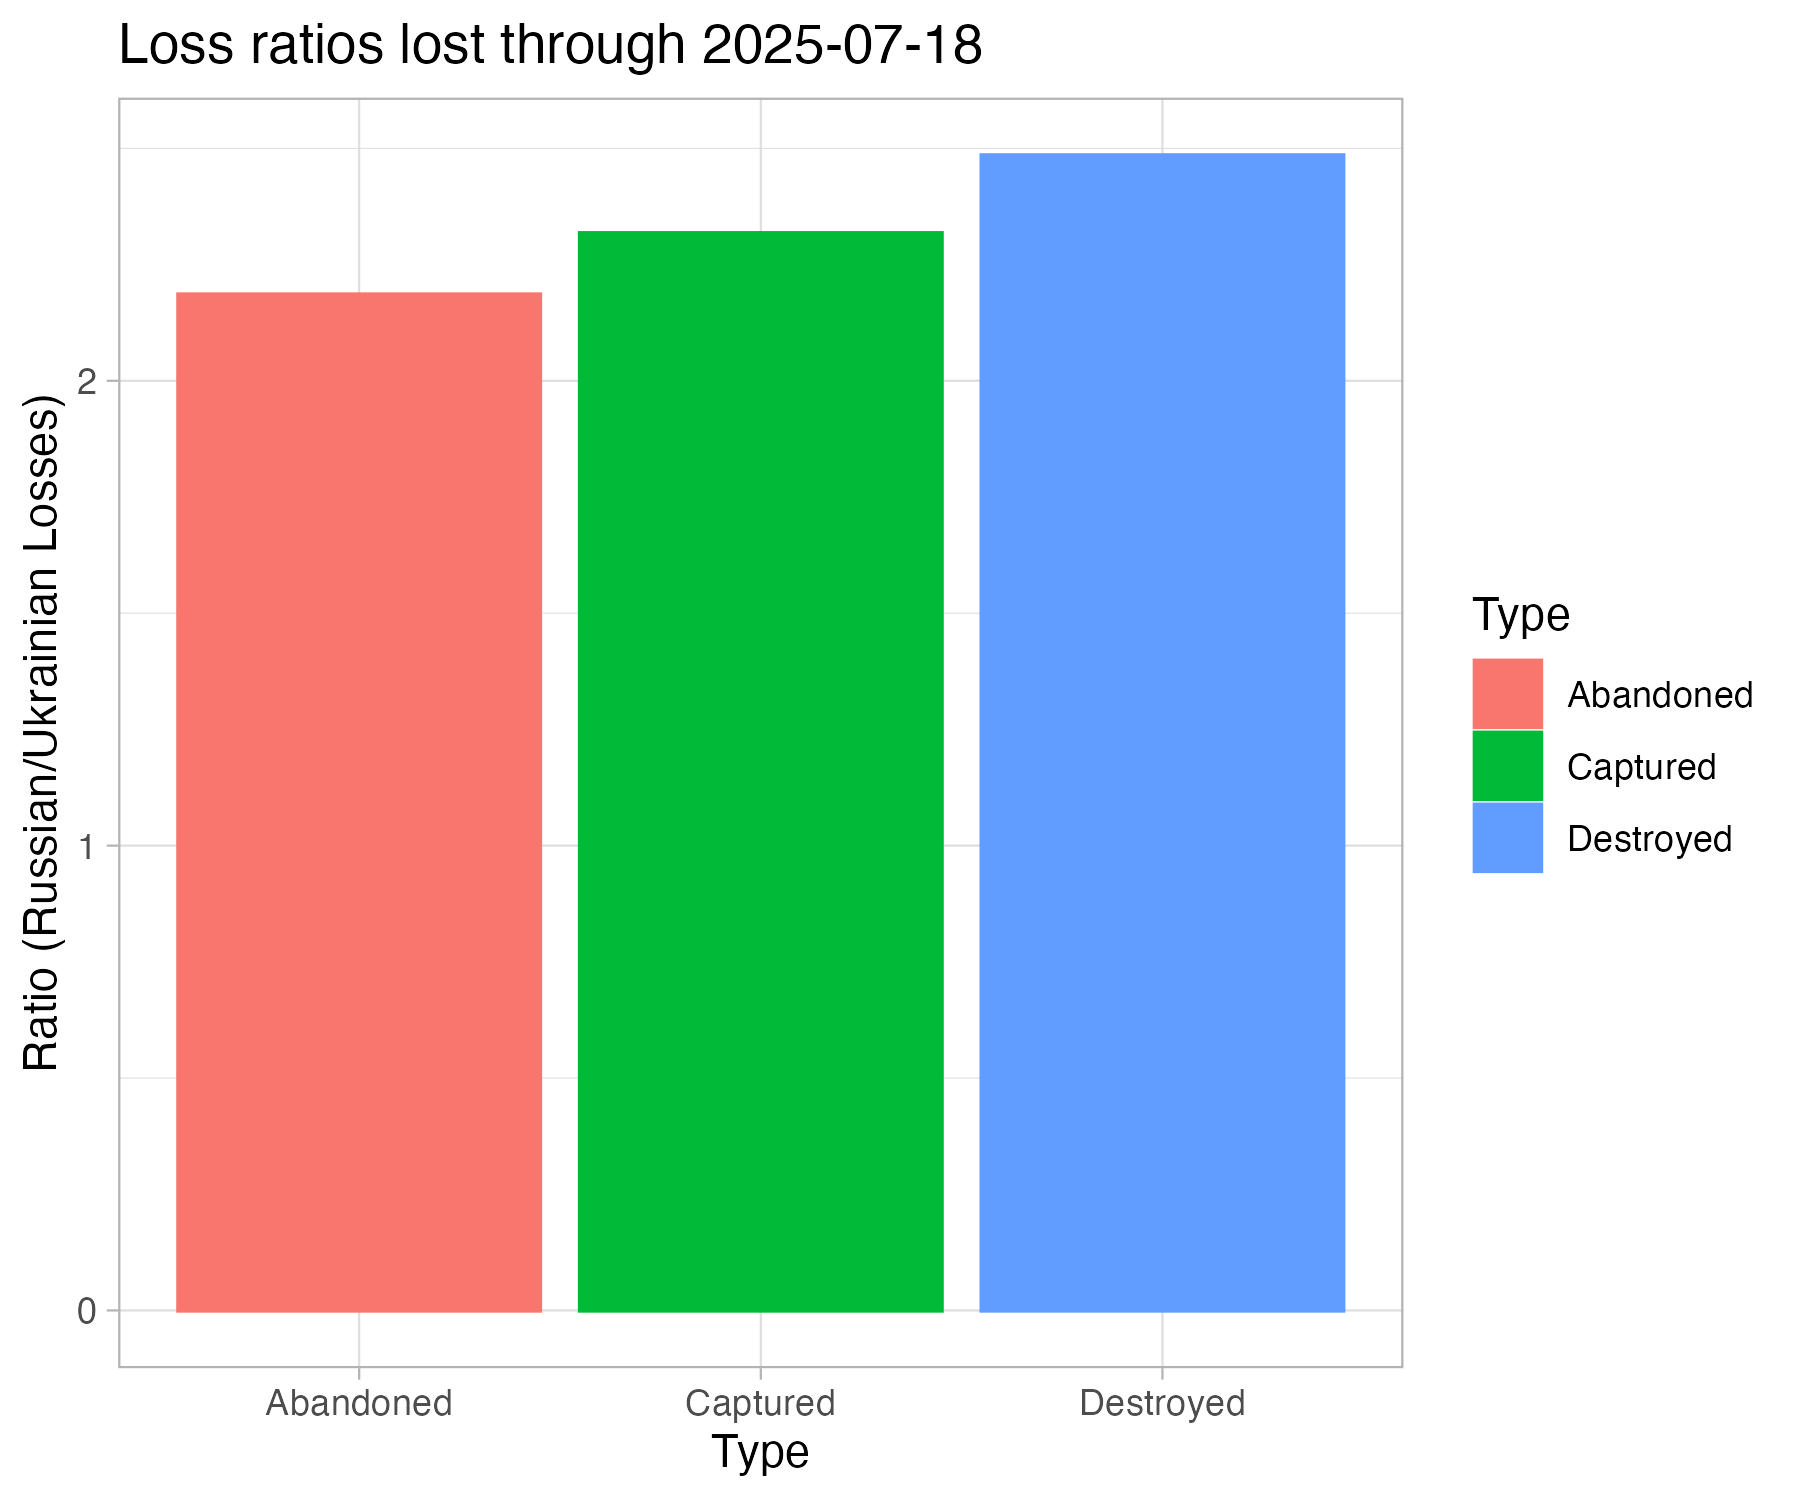 Loss ratios lost through 2025-07-18
Ratio (Russian/Ukrainian Losses)
2
1
0
Abandoned
Captured
Destroyed
Type
Type
Abandoned
Captured
Destroyed